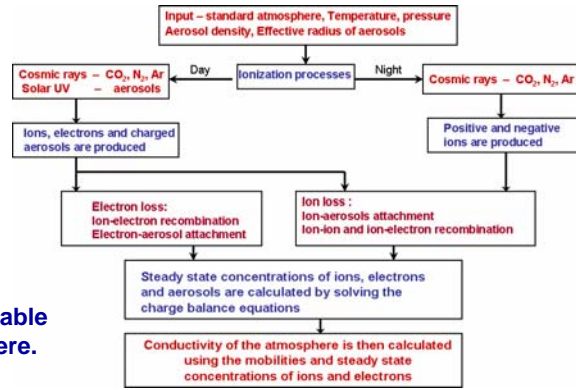 Input – standard atmosphere, Temperature, pressure
Aerosol density, Effective radius of aerosols
Cosmic rays – CO₂, N₂, Ar
Solar UV – aerosols
Day
Ionization processes
Night
Cosmic rays – CO₂, N₂, Ar
Ions, electrons and charged
aerosols are produced
Positive and negative
ions are produced
Electron loss:
Ion-electron recombination
Electron-aerosol attachment
Ion loss :
Ion-aerosols attachment
Ion-ion and ion-electron recombination
Steady state concentrations of ions, electrons
and aerosols are calculated by solving the
charge balance equations
able
ere.
Conductivity of the atmosphere is then calculated
using the mobilities and steady state
concentrations of ions and electrons